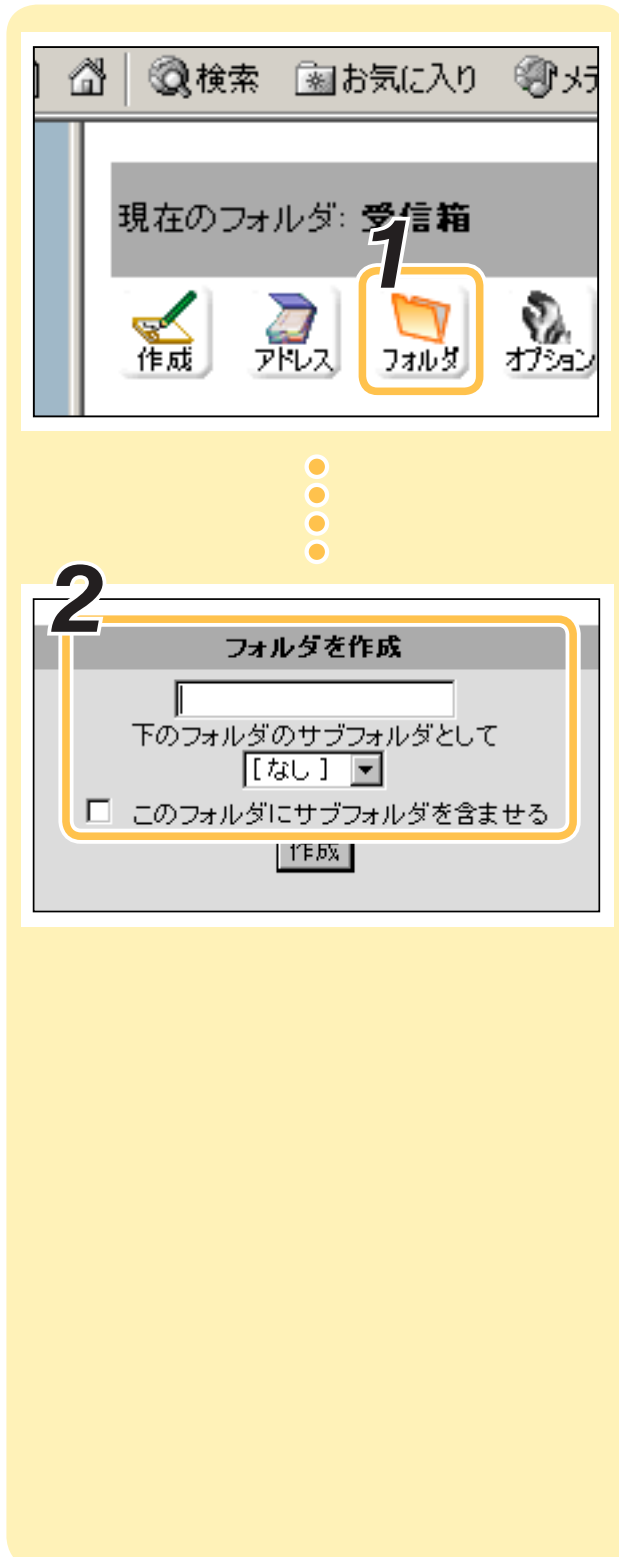 検索 お気に入り メデ
現在のフォルダ: 受信箱
1
作成 アドレス フォルダ オプション
2
フォルダを作成
下のフォルダのサブフォルダとして
[なし]
このフォルダにサブフォルダを含ませる
作成